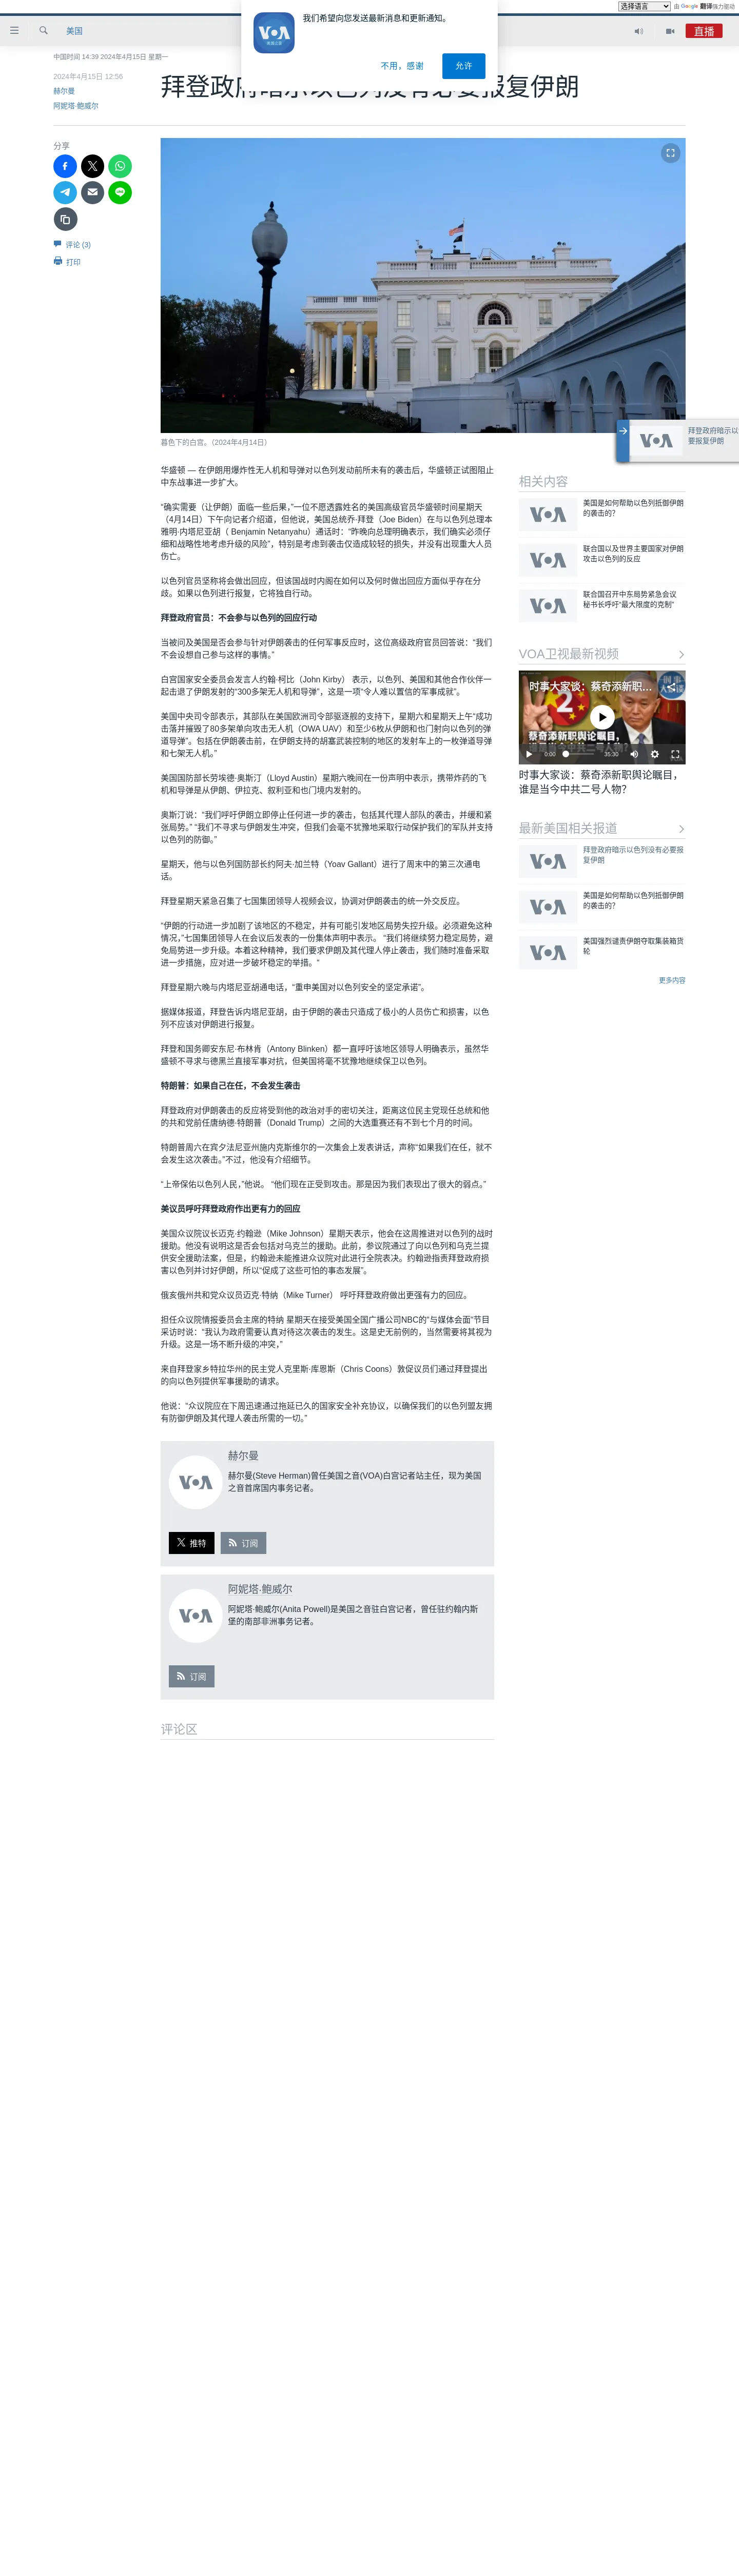 选择语言
由 Google 翻译强力驱动
我们希望向您发送最新消息和更新通知。
不用，感谢
允许
美国
直播
中国时间 14:39 2024年4月15日 星期一
2024年4月15日 12:56
赫尔曼
阿妮塔·鲍威尔
拜登政府暗示以色列没有必要报复伊朗
分享
评论 (3)
打印
暮色下的白宫。（2024年4月14日）
拜登政府暗示以
要报复伊朗
华盛顿 — 在伊朗用爆炸性无人机和导弹对以色列发动前所未有的袭击后，华盛顿正试图阻止
中东战事进一步扩大。
“确实需要（让伊朗）面临一些后果，”一位不愿透露姓名的美国高级官员华盛顿时间星期天
（4月14日）下午向记者介绍道，但他说，美国总统乔·拜登（Joe Biden）在与以色列总理本
雅明·内塔尼亚胡（ Benjamin Netanyahu）通话时：“昨晚向总理明确表示，我们确实必须仔
细和战略性地考虑升级的风险”，特别是考虑到袭击仅造成较轻的损失，并没有出现重大人员
伤亡。
以色列官员坚称将会做出回应，但该国战时内阁在如何以及何时做出回应方面似乎存在分
歧。如果以色列进行报复，它将独自行动。
拜登政府官员：不会参与以色列的回应行动
当被问及美国是否会参与针对伊朗袭击的任何军事反应时，这位高级政府官员回答说：“我们
不会设想自己参与这样的事情。”
白宫国家安全委员会发言人约翰·柯比（John Kirby） 表示，以色列、美国和其他合作伙伴一
起击退了伊朗发射的“300多架无人机和导弹”，这是一项“令人难以置信的军事成就”。
美国中央司令部表示，其部队在美国欧洲司令部驱逐舰的支持下，星期六和星期天上午“成功
击落并摧毁了80多架单向攻击无人机（OWA UAV）和至少6枚从伊朗和也门射向以色列的弹
道导弹”。包括在伊朗袭击前，在伊朗支持的胡塞武装控制的地区的发射车上的一枚弹道导弹
和七架无人机。”
美国国防部长劳埃德·奥斯汀（Lloyd Austin）星期六晚间在一份声明中表示，携带炸药的飞
机和导弹是从伊朗、伊拉克、叙利亚和也门境内发射的。
奥斯汀说：“我们呼吁伊朗立即停止任何进一步的袭击，包括其代理人部队的袭击，并缓和紧
张局势。” “我们不寻求与伊朗发生冲突，但我们会毫不犹豫地采取行动保护我们的军队并支持
以色列的防御。”
星期天，他与以色列国防部长约阿夫·加兰特（Yoav Gallant）进行了周末中的第三次通电
话。
拜登星期天紧急召集了七国集团领导人视频会议，协调对伊朗袭击的统一外交反应。
“伊朗的行动进一步加剧了该地区的不稳定，并有可能引发地区局势失控升级。必须避免这种
情况，”七国集团领导人在会议后发表的一份集体声明中表示。 “我们将继续努力稳定局势，避
免局势进一步升级。本着这种精神，我们要求伊朗及其代理人停止袭击，我们随时准备采取
进一步措施，应对进一步破坏稳定的举措。”
拜登星期六晚与内塔尼亚胡通电话，“重申美国对以色列安全的坚定承诺”。
据媒体报道，拜登告诉内塔尼亚胡，由于伊朗的袭击只造成了极小的人员伤亡和损害，以色
列不应该对伊朗进行报复。
拜登和国务卿安东尼·布林肯（Antony Blinken）都一直呼吁该地区领导人明确表示，虽然华
盛顿不寻求与德黑兰直接军事对抗，但美国将毫不犹豫地继续保卫以色列。
特朗普：如果自己在任，不会发生袭击
拜登政府对伊朗袭击的反应将受到他的政治对手的密切关注，距离这位民主党现任总统和他
的共和党前任唐纳德·特朗普（Donald Trump）之间的大选重赛还有不到七个月的时间。
特朗普周六在宾夕法尼亚州施内克斯维尔的一次集会上发表讲话，声称“如果我们在任，就不
会发生这次袭击。”不过，他没有介绍细节。
“上帝保佑以色列人民，”他说。 “他们现在正受到攻击。那是因为我们表现出了很大的弱点。”
美议员呼吁拜登政府作出更有力的回应
美国众议院议长迈克·约翰逊（Mike Johnson）星期天表示，他会在这周推进对以色列的战时
援助。他没有说明这是否会包括对乌克兰的援助。此前，参议院通过了向以色列和乌克兰提
供安全援助法案，但是，约翰逊未能推进众议院对此进行全院表决。约翰逊指责拜登政府损
害以色列并讨好伊朗，所以“促成了这些可怕的事态发展”。
俄亥俄州共和党众议员迈克·特纳（Mike Turner） 呼吁拜登政府做出更强有力的回应。
担任众议院情报委员会主席的特纳 星期天在接受美国全国广播公司NBC的“与媒体会面”节目
采访时说：“我认为政府需要认真对待这次袭击的发生。这是史无前例的，当然需要将其视为
升级。这是一场不断升级的冲突，”
来自拜登家乡特拉华州的民主党人克里斯·库恩斯（Chris Coons）敦促议员们通过拜登提出
的向以色列提供军事援助的请求。
他说：“众议院应在下周迅速通过拖延已久的国家安全补充协议，以确保我们的以色列盟友拥
有防御伊朗及其代理人袭击所需的一切。”
赫尔曼
赫尔曼(Steve Herman)曾任美国之音(VOA)白宫记者站主任，现为美国
之音首席国内事务记者。
推特
订阅
阿妮塔·鲍威尔
阿妮塔·鲍威尔(Anita Powell)是美国之音驻白宫记者，曾任驻约翰内斯
堡的南部非洲事务记者。
订阅
评论区
相关内容
美国是如何帮助以色列抵御伊朗
的袭击的？
联合国以及世界主要国家对伊朗
攻击以色列的反应
联合国召开中东局势紧急会议
秘书长呼吁“最大限度的克制”
VOA卫视最新视频
时事大家谈：蔡奇添新职...
蔡奇添新职舆论瞩目，
0:00
35:30
时事大家谈：蔡奇添新职舆论瞩目，
谁是当今中共二号人物？
最新美国相关报道
拜登政府暗示以色列没有必要报
复伊朗
美国是如何帮助以色列抵御伊朗
的袭击的？
美国强烈谴责伊朗夺取集装箱货
轮
更多内容